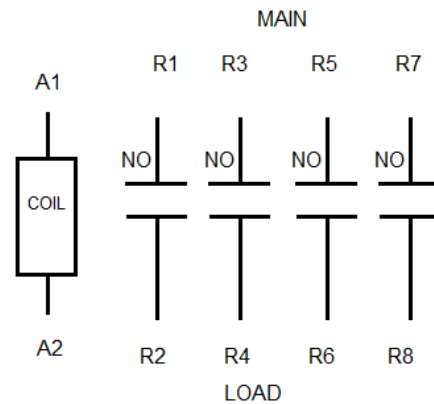 MAIN
R1 R3 R5 R7
A1
NO NO NO NO
COIL
A2
R2 R4 R6 R8
LOAD